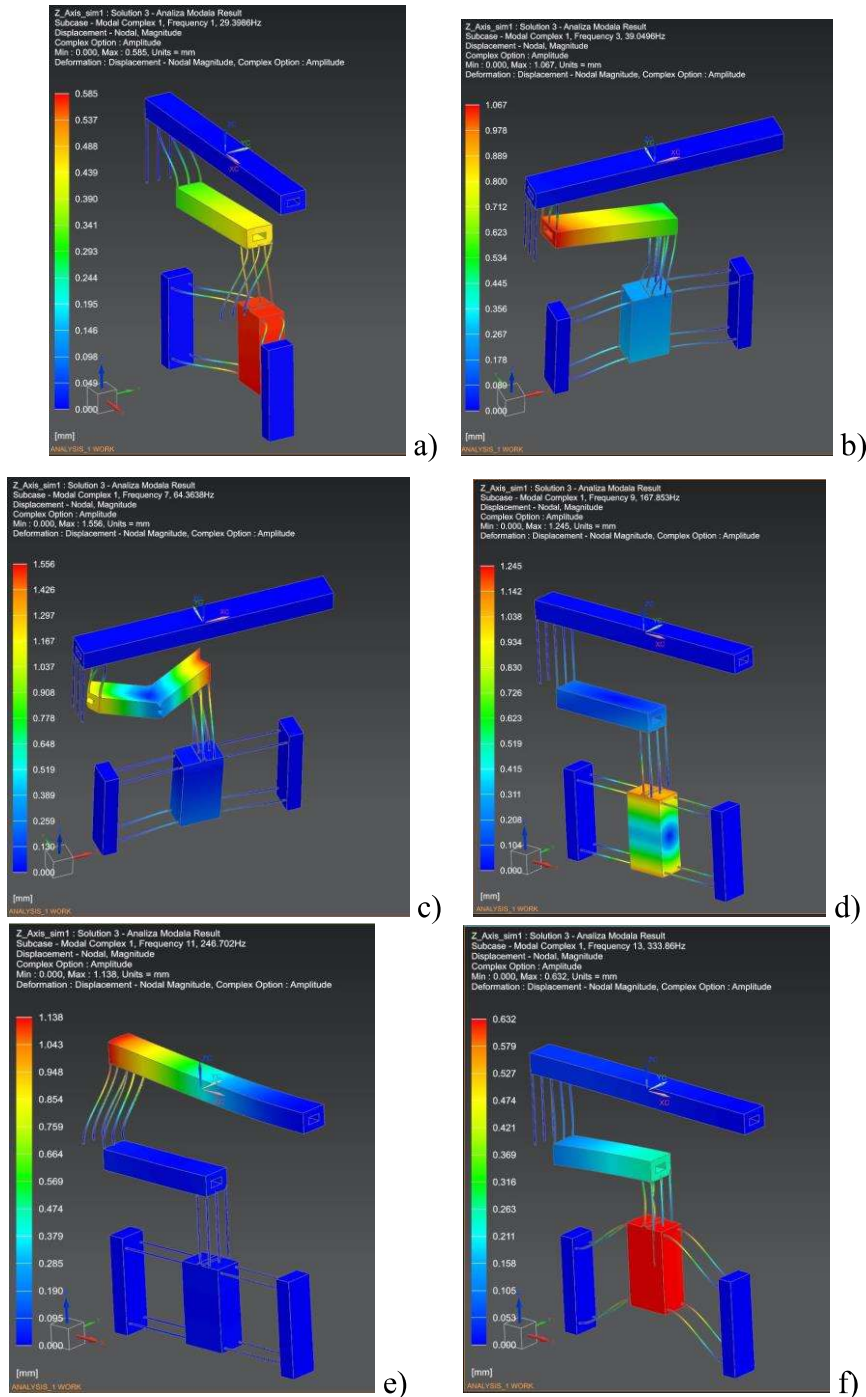 Z_Axis_sim1 : Solution 3 - Analiza Modala Result
Subcase - Modal Complex 1, Frequency 1, 29.3986Hz
Displacement - Nodal, Magnitude
Complex Option : Amplitude
Min : 0.000, Max : 0.585, Units = mm
Deformation : Displacement - Nodal Magnitude, Complex Option : Amplitude
0.585
0.537
0.488
0.439
0.390
0.341
0.293
0.244
0.195
0.146
0.098
0.049
0.000
[mm]
ANALYSIS_1 WORK
ZC
YC
XC
a)
Z_Axis_sim1 : Solution 3 - Analiza Modala Result
Subcase - Modal Complex 1, Frequency 3, 39.0496Hz
Displacement - Nodal, Magnitude
Complex Option : Amplitude
Min : 0.000, Max : 1.067, Units = mm
Deformation : Displacement - Nodal Magnitude, Complex Option : Amplitude
1.067
0.978
0.889
0.800
0.712
0.623
0.534
0.445
0.356
0.267
0.178
0.089
0.000
[mm]
ANALYSIS_1 WORK
YC
XC
b)
Z_Axis_sim1 : Solution 3 - Analiza Modala Result
Subcase - Modal Complex 1, Frequency 7, 64.3638Hz
Displacement - Nodal, Magnitude
Complex Option : Amplitude
Min : 0.000, Max : 1.556, Units = mm
Deformation : Displacement - Nodal Magnitude, Complex Option : Amplitude
1.556
1.426
1.297
1.167
1.037
0.908
0.778
0.648
0.519
0.389
0.259
0.130
0.000
[mm]
ANALYSIS_1 WORK
XC
c)
Z_Axis_sim1 : Solution 3 - Analiza Modala Result
Subcase - Modal Complex 1, Frequency 9, 167.853Hz
Displacement - Nodal, Magnitude
Complex Option : Amplitude
Min : 0.000, Max : 1.245, Units = mm
Deformation : Displacement - Nodal Magnitude, Complex Option : Amplitude
1.245
1.142
1.038
0.934
0.830
0.726
0.623
0.519
0.415
0.311
0.208
0.104
0.000
[mm]
ANALYSIS_1 WORK
ZC
YC
XC
d)
Z_Axis_sim1 : Solution 3 - Analiza Modala Result
Subcase - Modal Complex 1, Frequency 11, 246.702Hz
Displacement - Nodal, Magnitude
Complex Option : Amplitude
Min : 0.000, Max : 1.138, Units = mm
Deformation : Displacement - Nodal Magnitude, Complex Option : Amplitude
1.138
1.043
0.948
0.854
0.759
0.664
0.569
0.474
0.379
0.285
0.190
0.095
0.000
[mm]
ANALYSIS_1 WORK
ZC
YC
XC
e)
Z_Axis_sim1 : Solution 3 - Analiza Modala Result
Subcase - Modal Complex 1, Frequency 13, 333.86Hz
Displacement - Nodal, Magnitude
Complex Option : Amplitude
Min : 0.000, Max : 0.632, Units = mm
Deformation : Displacement - Nodal Magnitude, Complex Option : Amplitude
0.632
0.579
0.527
0.474
0.421
0.369
0.316
0.263
0.211
0.158
0.105
0.053
0.000
[mm]
ANALYSIS_1 WORK
ZC
YC
XC
f)